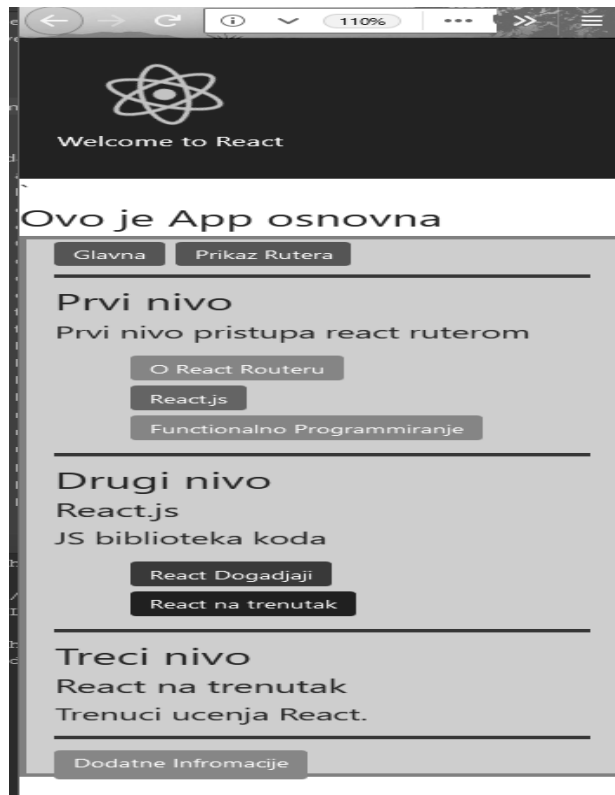 110%
Welcome to React
`
Ovo je App osnovna
Glavna Prikaz Rutera
Prvi nivo
Prvi nivo pristupa react ruterom
O React Routeru
React.js
Functionalno Programmiranje
Drugi nivo
React.js
JS biblioteka koda
React Dogadjaji
React na trenutak
Treci nivo
React na trenutak
Trenuci ucenja React.
Dodatne Infromacije